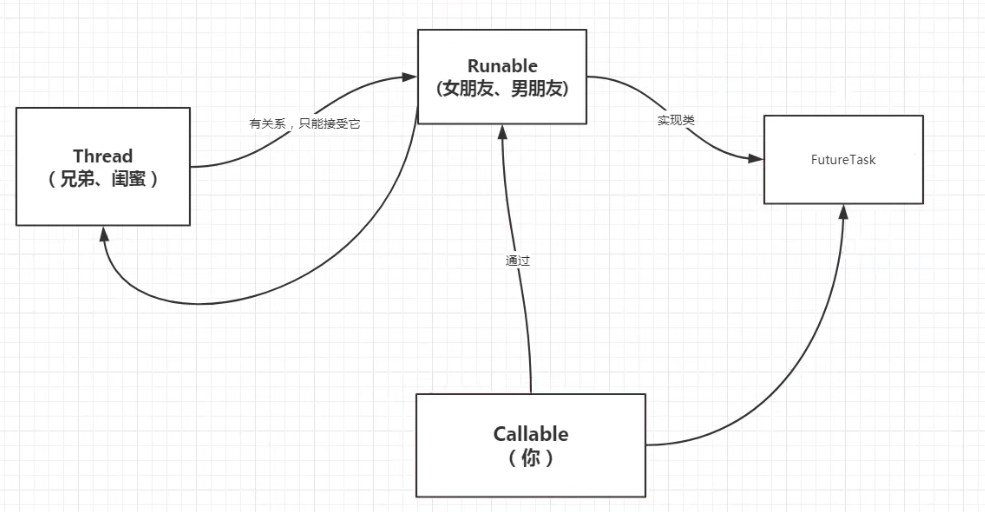 Runable
(女朋友、男朋友)
有关系，只能接受它
实现类
Thread
（兄弟、闺蜜）
FutureTask
通过
Callable
（你）